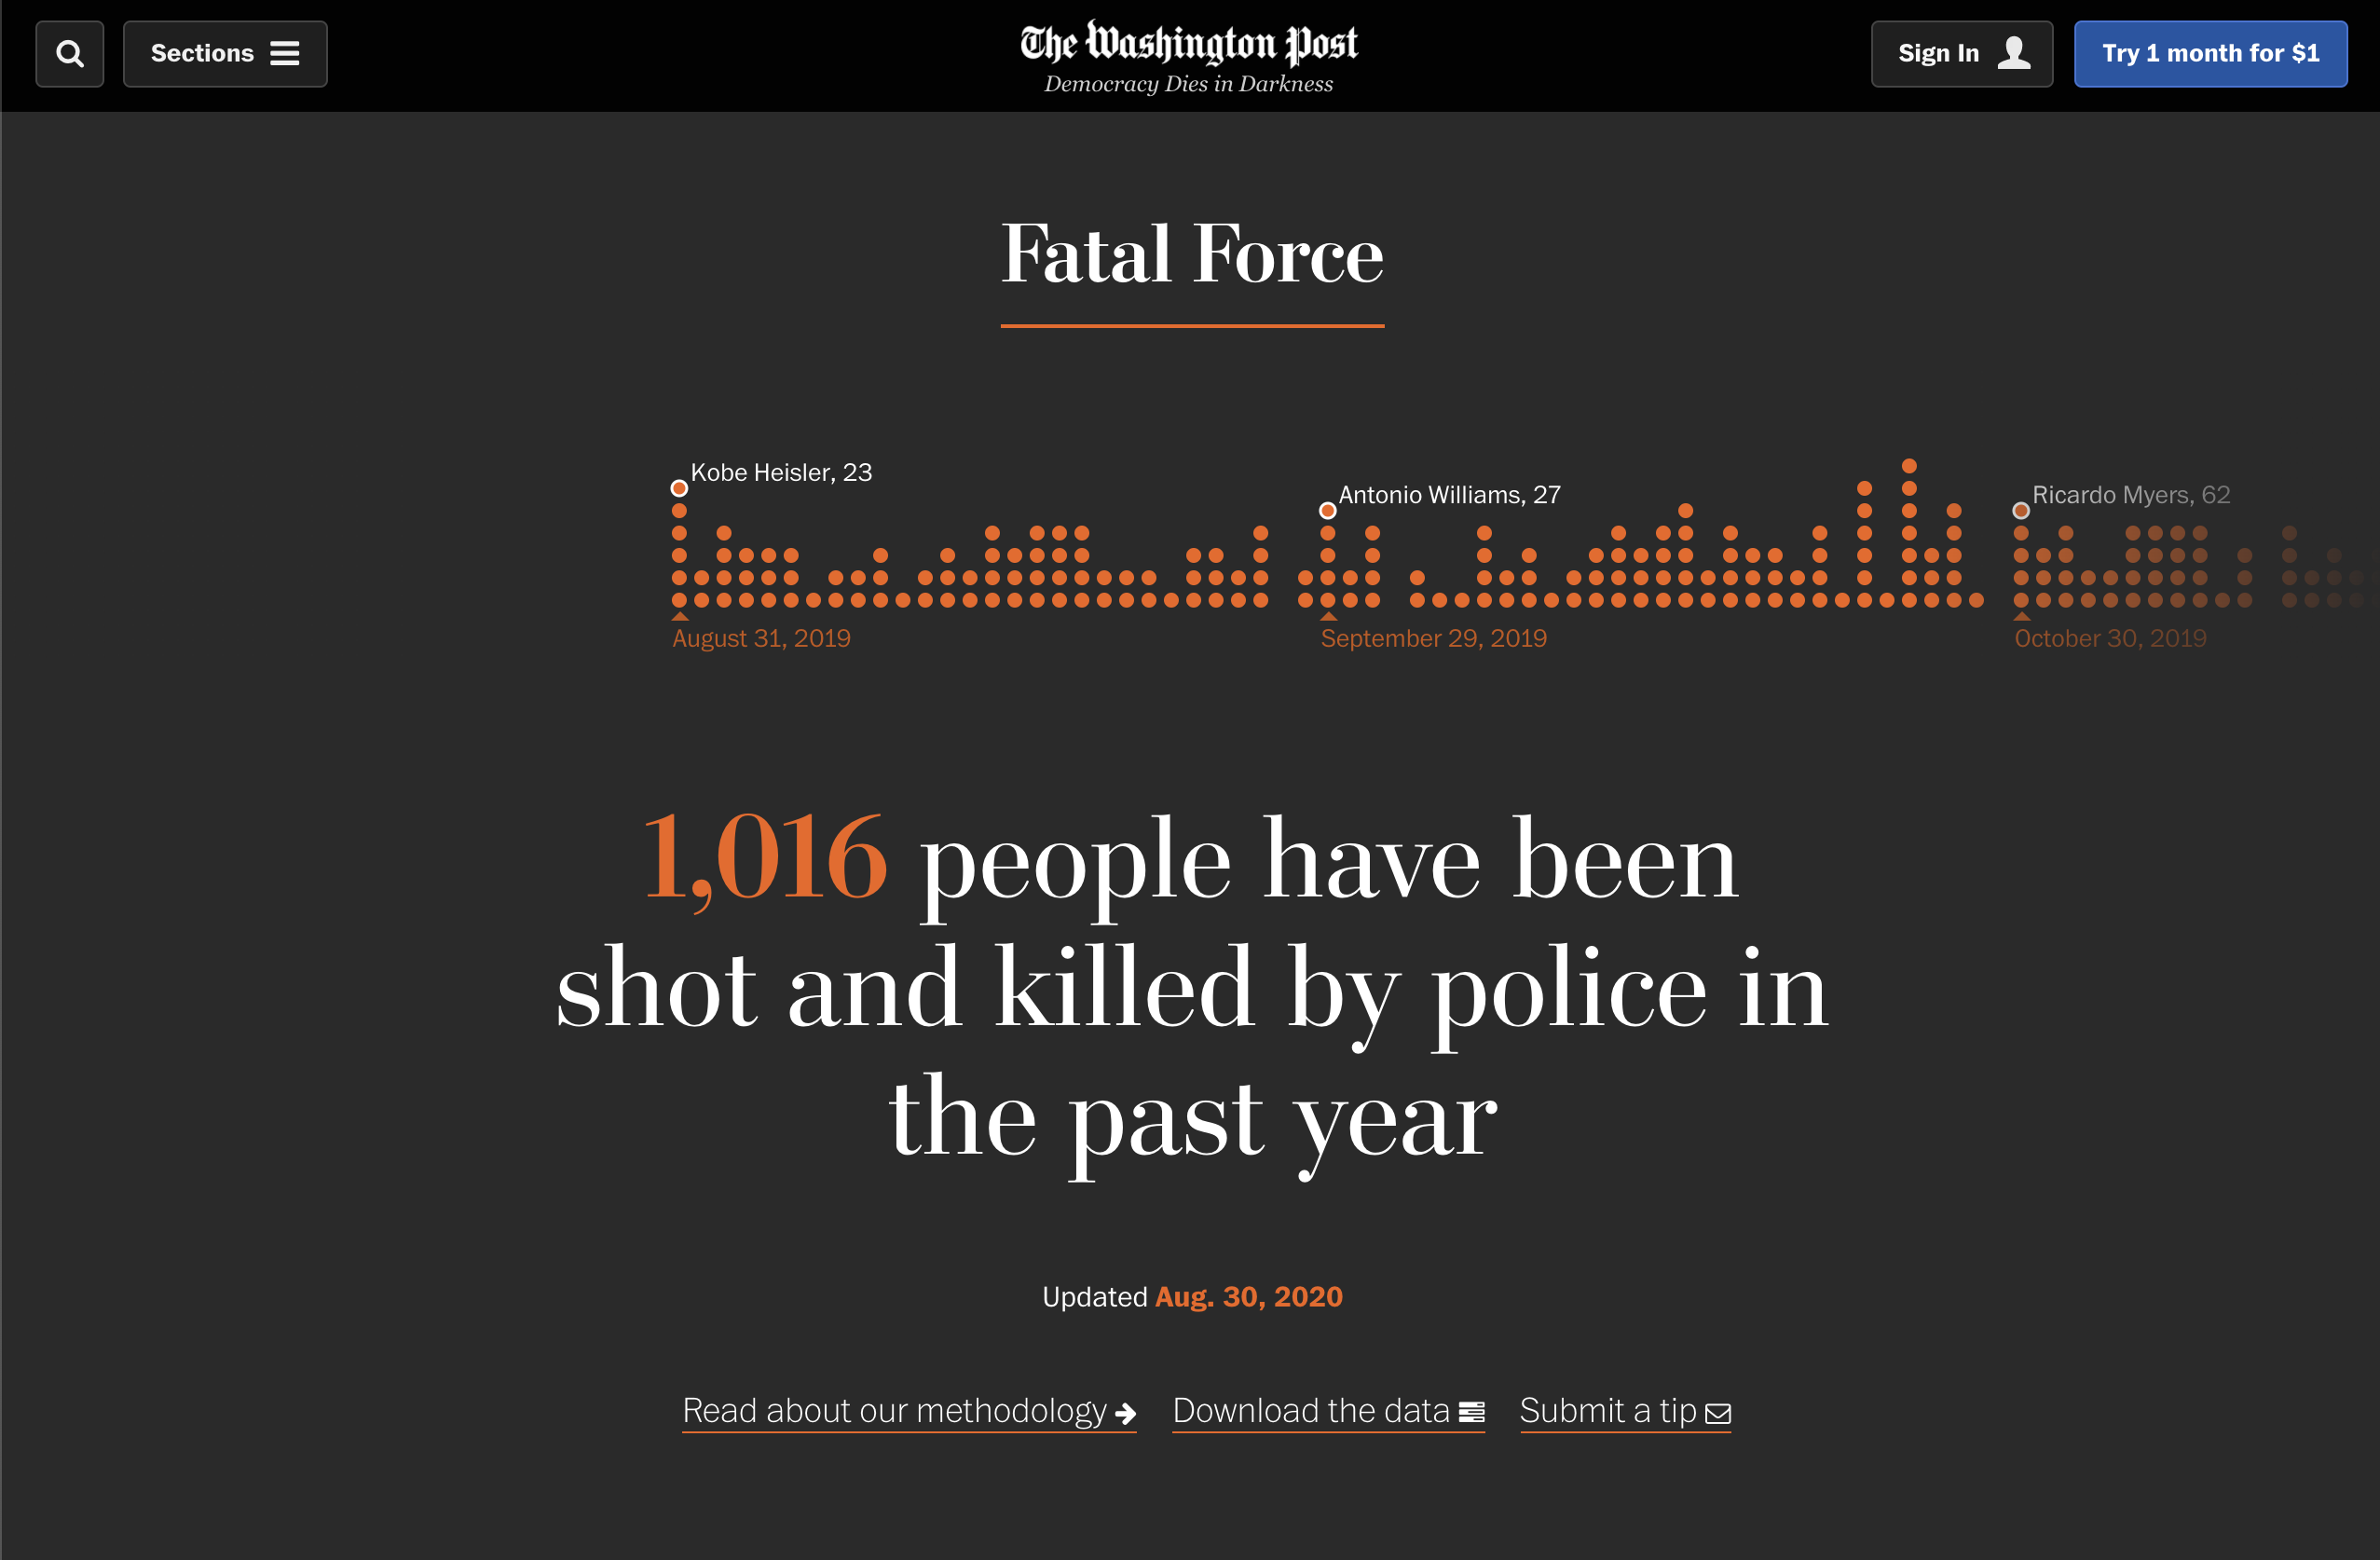 Sections
The Washington Post
Democracy Dies in Darkness
Sign In
Try 1 month for $1
Fatal Force
Kobe Heisler, 23
Antonio Williams, 27
Ricardo Myers, 62
August 31, 2019
September 29, 2019
October 30, 2019
1,016 people have been
shot and killed by police in
the past year
Updated Aug. 30, 2020
Read about our methodology
Download the data
Submit a tip